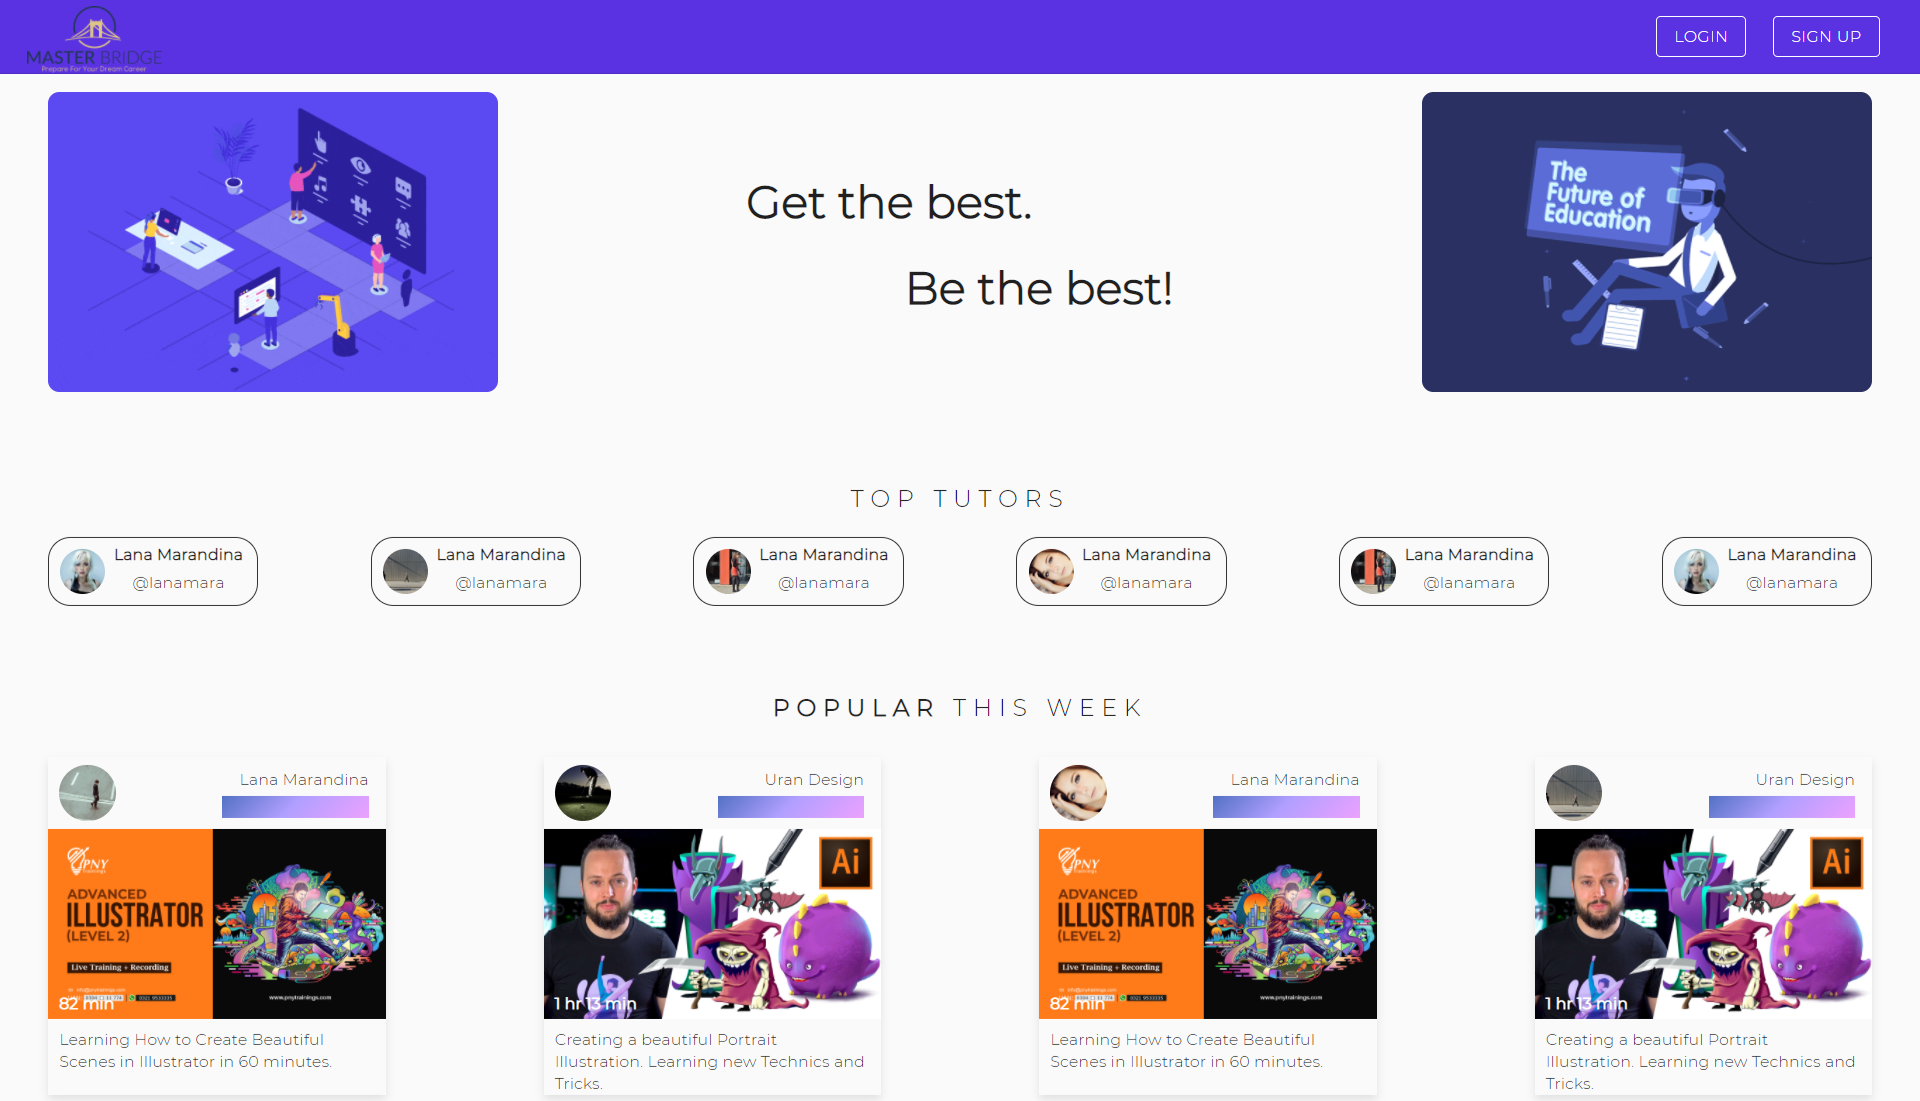 MASTER BRIDGE
Prepare For Your Dream Career
LOGIN
SIGN UP
Get the best.
Be the best!
The
Future of
Education
TOP TUTORS
Lana Marandina
@lanamara
Lana Marandina
@lanamara
Lana Marandina
@lanamara
Lana Marandina
@lanamara
Lana Marandina
@lanamara
Lana Marandina
@lanamara
POPULAR THIS WEEK
Lana Marandina
PNY
trainings
ADVANCED
ILLUSTRATOR
(LEVEL 2)
Live Training + Recording
82 min
www.pnytrainings.com
Learning How to Create Beautiful
Scenes in Illustrator in 60 minutes.
Uran Design
Ai
1 hr 13 min
Creating a beautiful Portrait
Illustration. Learning new Technics and
Tricks.
Lana Marandina
PNY
trainings
ADVANCED
ILLUSTRATOR
(LEVEL 2)
Live Training + Recording
82 min
www.pnytrainings.com
Learning How to Create Beautiful
Scenes in Illustrator in 60 minutes.
Uran Design
Ai
1 hr 13 min
Creating a beautiful Portrait
Illustration. Learning new Technics and
Tricks.